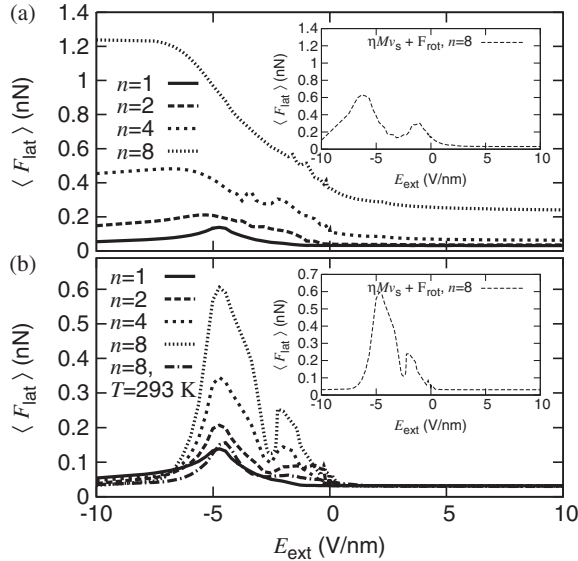 (a)
1.4
1.2
1
0.8
0.6
0.4
0.2
0
⟨ F_lat ⟩ (nN)
n=1
n=2
n=4
n=8
ηMv_s + F_rot, n=8
1
0.8
0.6
0.4
0.2
0
⟨ F_lat ⟩ (nN)
-10 -5 0 5 10
E_ext (V/nm)
(b)
0.6
0.5
0.4
0.3
0.2
0.1
0
⟨ F_lat ⟩ (nN)
n=1
n=2
n=4
n=8
n=8,
T=293 K
ηMv_s + F_rot, n=8
0.7
0.6
0.5
0.4
0.3
0.2
0.1
0
⟨ F_lat ⟩ (nN)
-10 -5 0 5 10
E_ext (V/nm)
-10 -5 0 5 10
E_ext (V/nm)